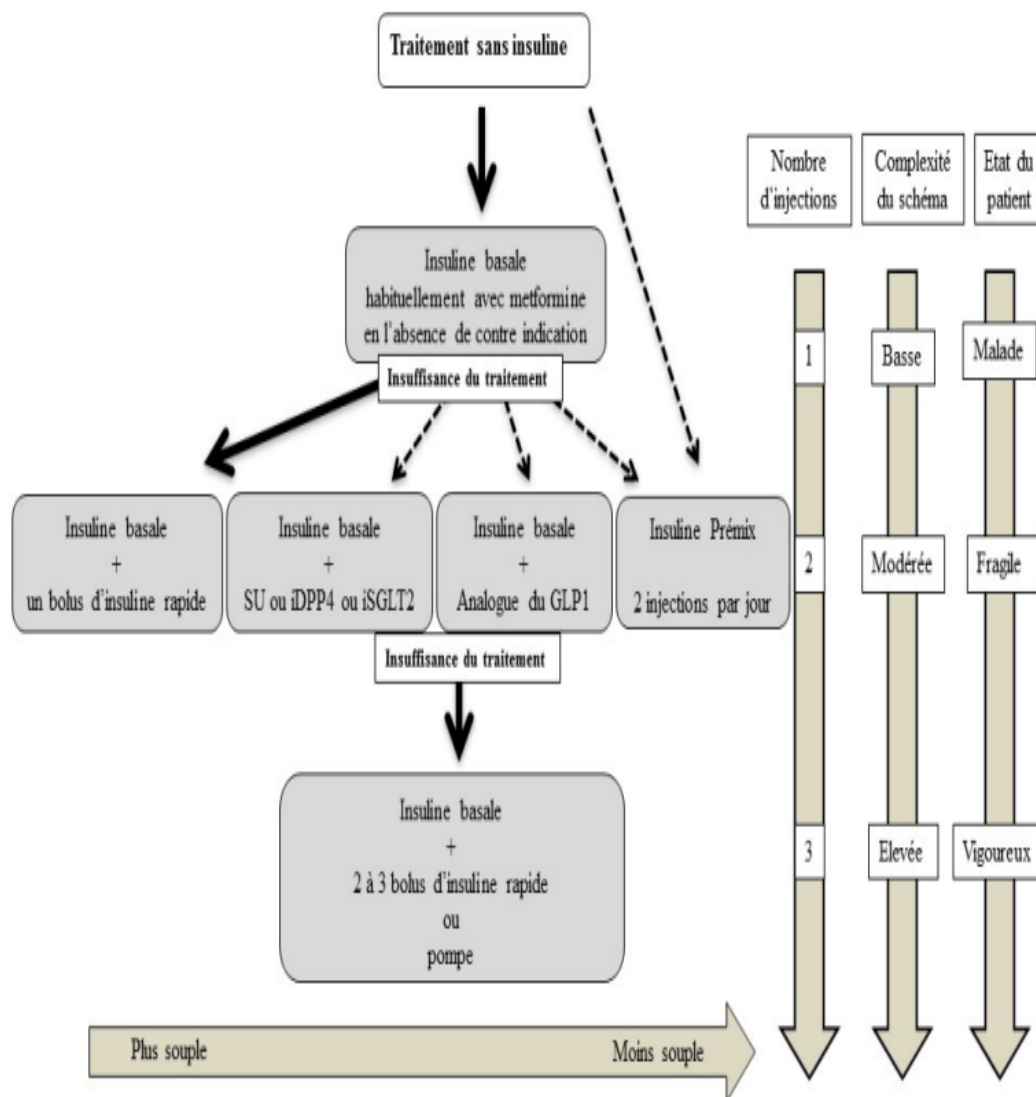 Traitement sans insuline
Nombre
d'injections
Complexité
du schéma
Etat du
patient
Insuline basale
habituellement avec metformine
en l'absence de contre indication
Insuffisance du traitement
1
Basse
Malade
Insuline basale
+
un bolus d'insuline rapide
Insuline basale
+
SU ou iDPP4 ou iSGLT2
Insuline basale
+
Analogue du GLP1
Insuline Prémix
2 injections par jour
2
Modérée
Fragile
Insuffisance du traitement
Insuline basale
+
2 à 3 bolus d'insuline rapide
ou
pompe
3
Elevée
Vigoureux
Plus souple
Moins souple